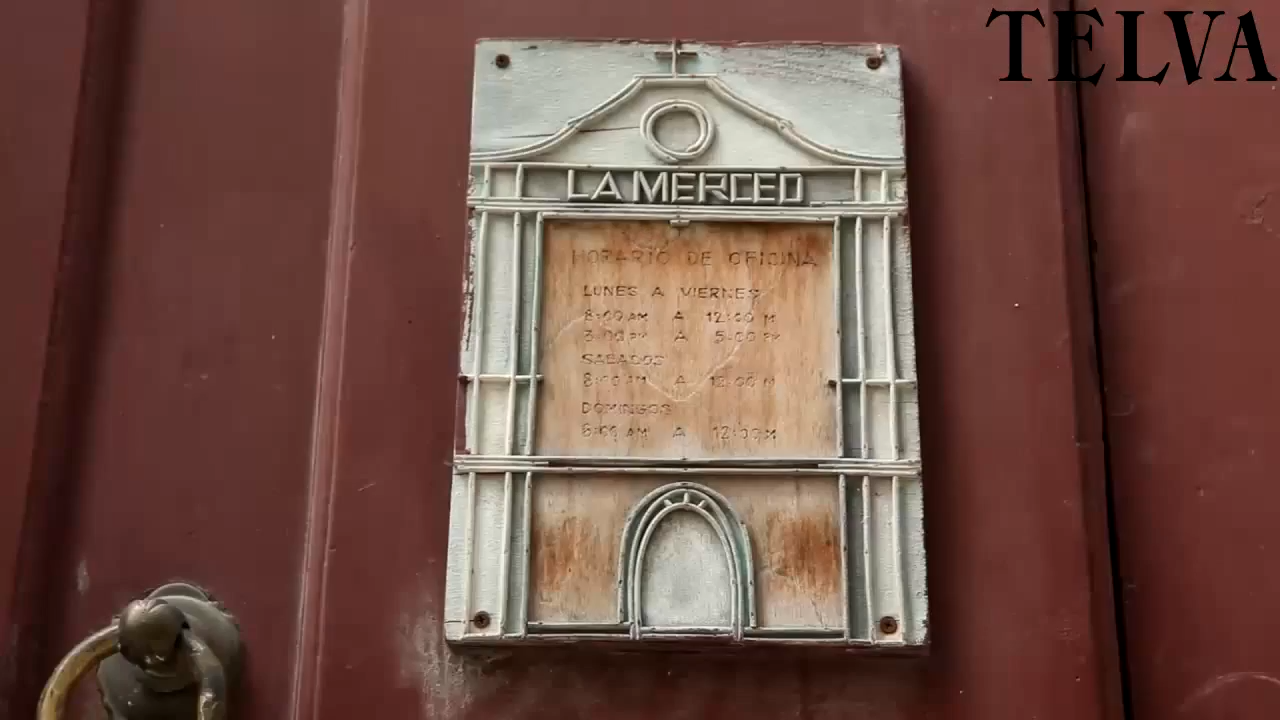 TELVA
LA MERCED
HORARIO DE OFICINA
LUNES A VIERNES
8:00 AM A 12:00 M
3:00 PM A 5:00 PM
SABADOS
8:00 AM A 12:00 M
DOMINGOS
8:00 AM A 12:00 M